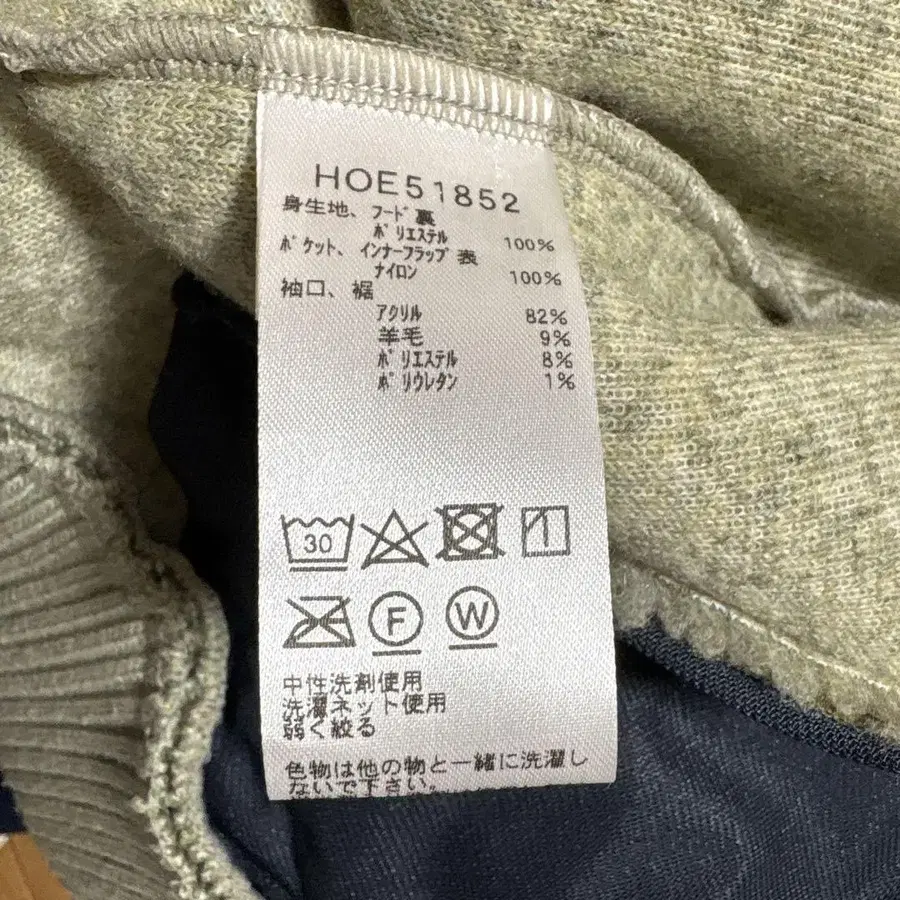 HOE51852
身生地、フード裏
ポリエステル 100%
ポケット、インナーフラップ表
ナイロン 100%
袖口、裾
アクリル 82%
羊毛 9%
ポリエステル 8%
ポリウレタン 1%
30
F W
中性洗剤使用
洗濯ネット使用
弱く絞る
色物は他の物と一緒に洗濯し
ないで下さい。